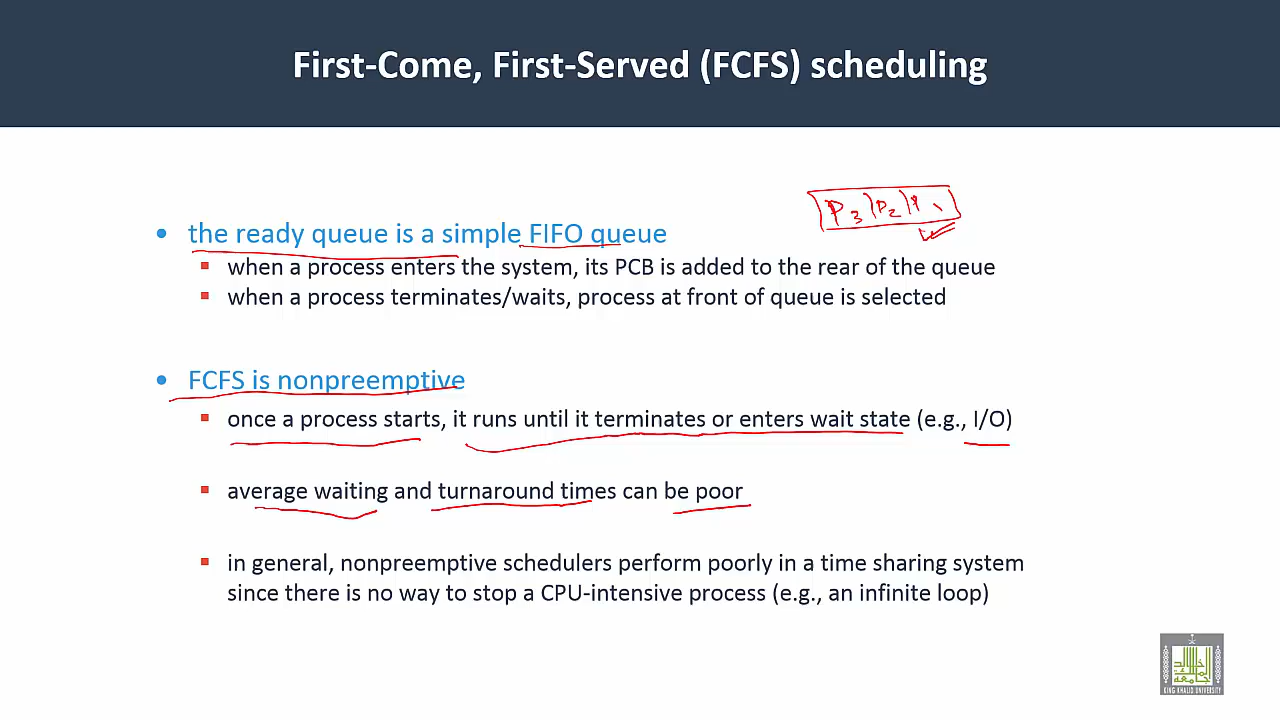 First-Come, First-Served (FCFS) scheduling
P3 P2 P1
• the ready queue is a simple FIFO queue
▪ when a process enters the system, its PCB is added to the rear of the queue
▪ when a process terminates/waits, process at front of queue is selected
• FCFS is nonpreemptive
▪ once a process starts, it runs until it terminates or enters wait state (e.g., I/O)
▪ average waiting and turnaround times can be poor
▪ in general, nonpreemptive schedulers perform poorly in a time sharing system
since there is no way to stop a CPU-intensive process (e.g., an infinite loop)
KING KHALID UNIVERSITY